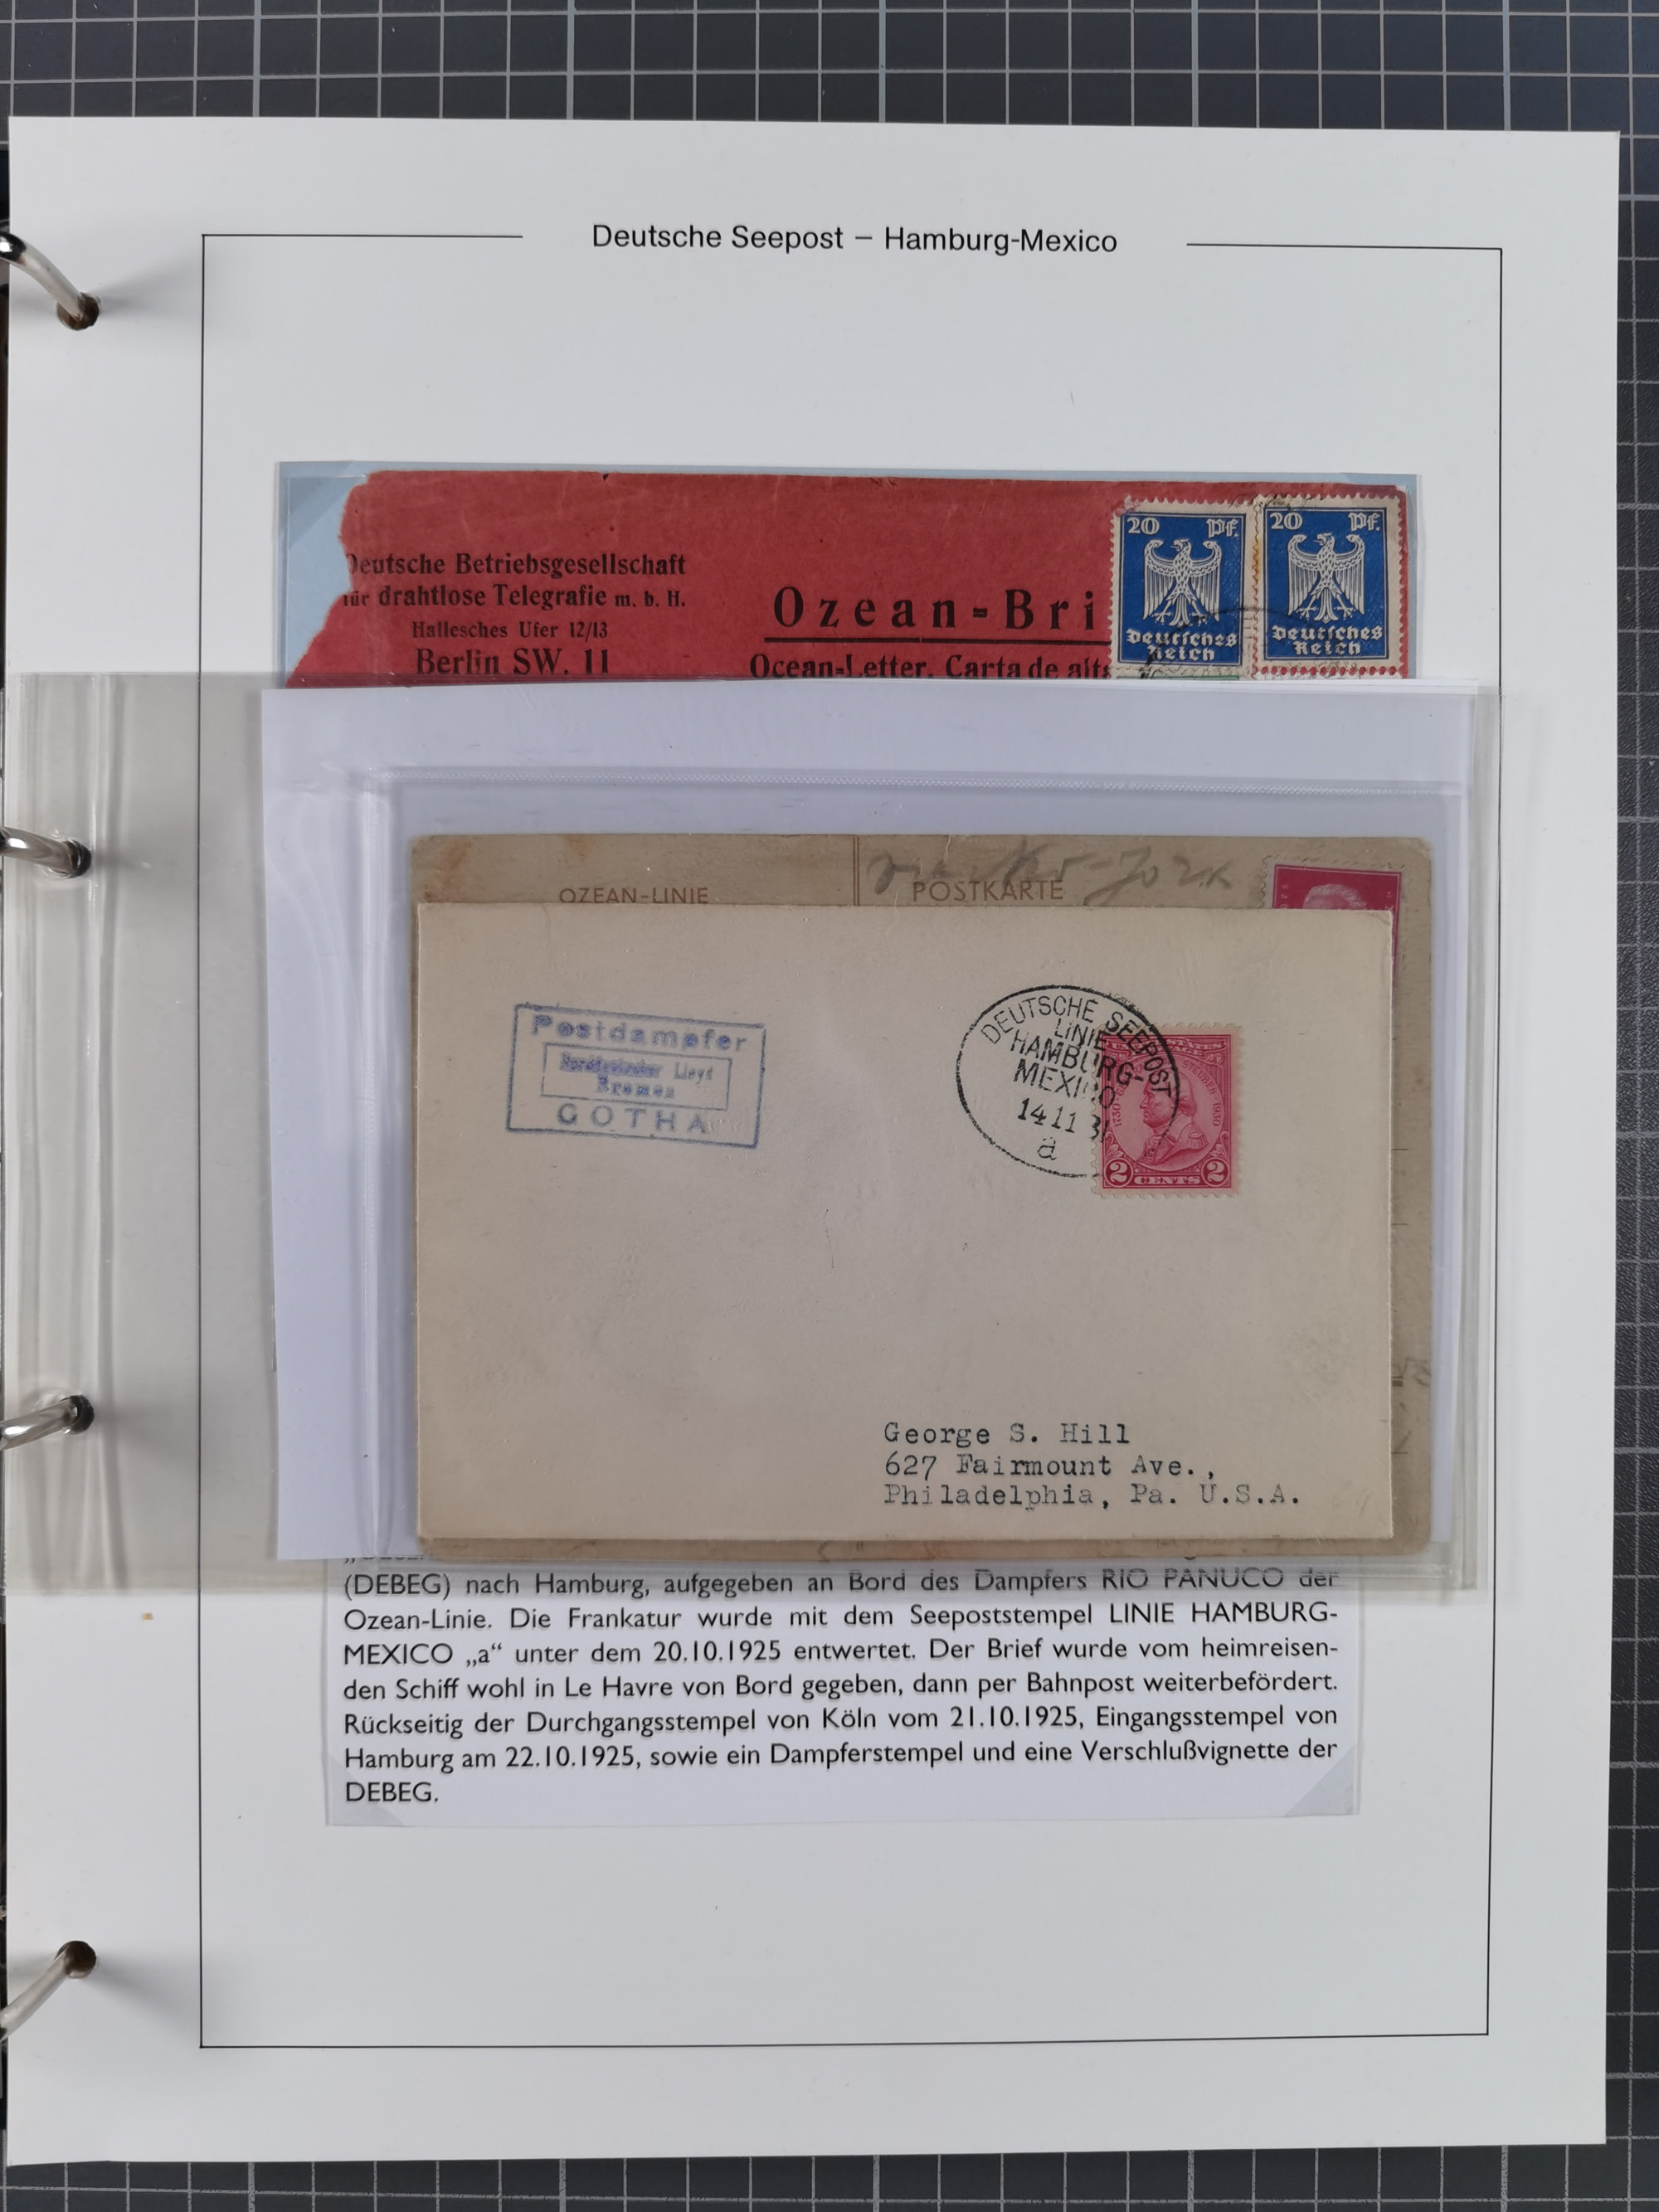 Deutsche Seepost – Hamburg-Mexico
Deutsche Betriebsgesellschaft
für drahtlose Telegrafie m. b. H.
Hallesches Ufer 12/13
Berlin SW. 11
Ozean-Bri
Ocean-Letter. Carta de alta
20 Pf.
Deutsches
Reich
20 Pf.
Deutsches
Reich
OZEAN-LINIE
POSTKARTE
Postdampfer
Norddeutscher Lloyd
Bremen
GOTHA
DEUTSCHE SEEPOST
LINIE
HAMBURG-
MEXICO
14 11 31
a
1730
STEUBEN
1930
2 CENTS 2
George S. Hill
627 Fairmount Ave.,
Philadelphia, Pa. U.S.A.
(DEBEG) nach Hamburg, aufgegeben an Bord des Dampfers RIO PANUCO der
Ozean-Linie. Die Frankatur wurde mit dem Seepoststempel LINIE HAMBURG-
MEXICO „a“ unter dem 20.10.1925 entwertet. Der Brief wurde vom heimreisen-
den Schiff wohl in Le Havre von Bord gegeben, dann per Bahnpost weiterbefördert.
Rückseitig der Durchgangsstempel von Köln vom 21.10.1925, Eingangsstempel von
Hamburg am 22.10.1925, sowie ein Dampferstempel und eine Verschlußvignette der
DEBEG.